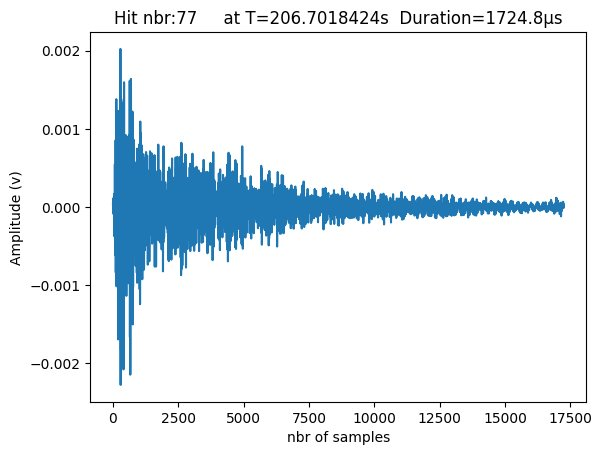 Hit nbr:77     at T=206.7018424s  Duration=1724.8µs
0.002
0.001
0.000
−0.001
−0.002
Amplitude (v)
0 2500 5000 7500 10000 12500 15000 17500
nbr of samples